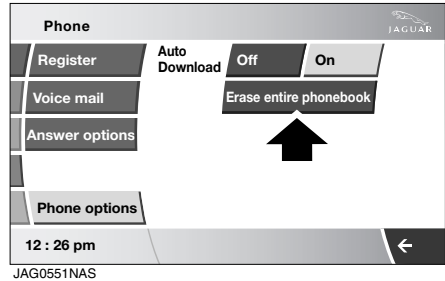 Phone
JAGUAR
Register
Auto
Download
Off
On
Voice mail
Erase entire phonebook
Answer options
Phone options
12 : 26 pm
JAG0551NAS